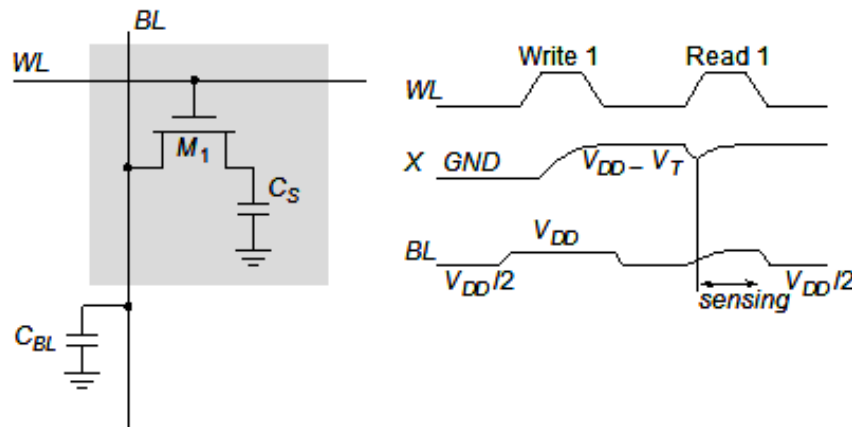 BL
WL
M1
CS
CBL
Write 1 Read 1
WL
X GND VDD – VT
BL VDD
VDD/2 VDD/2
sensing